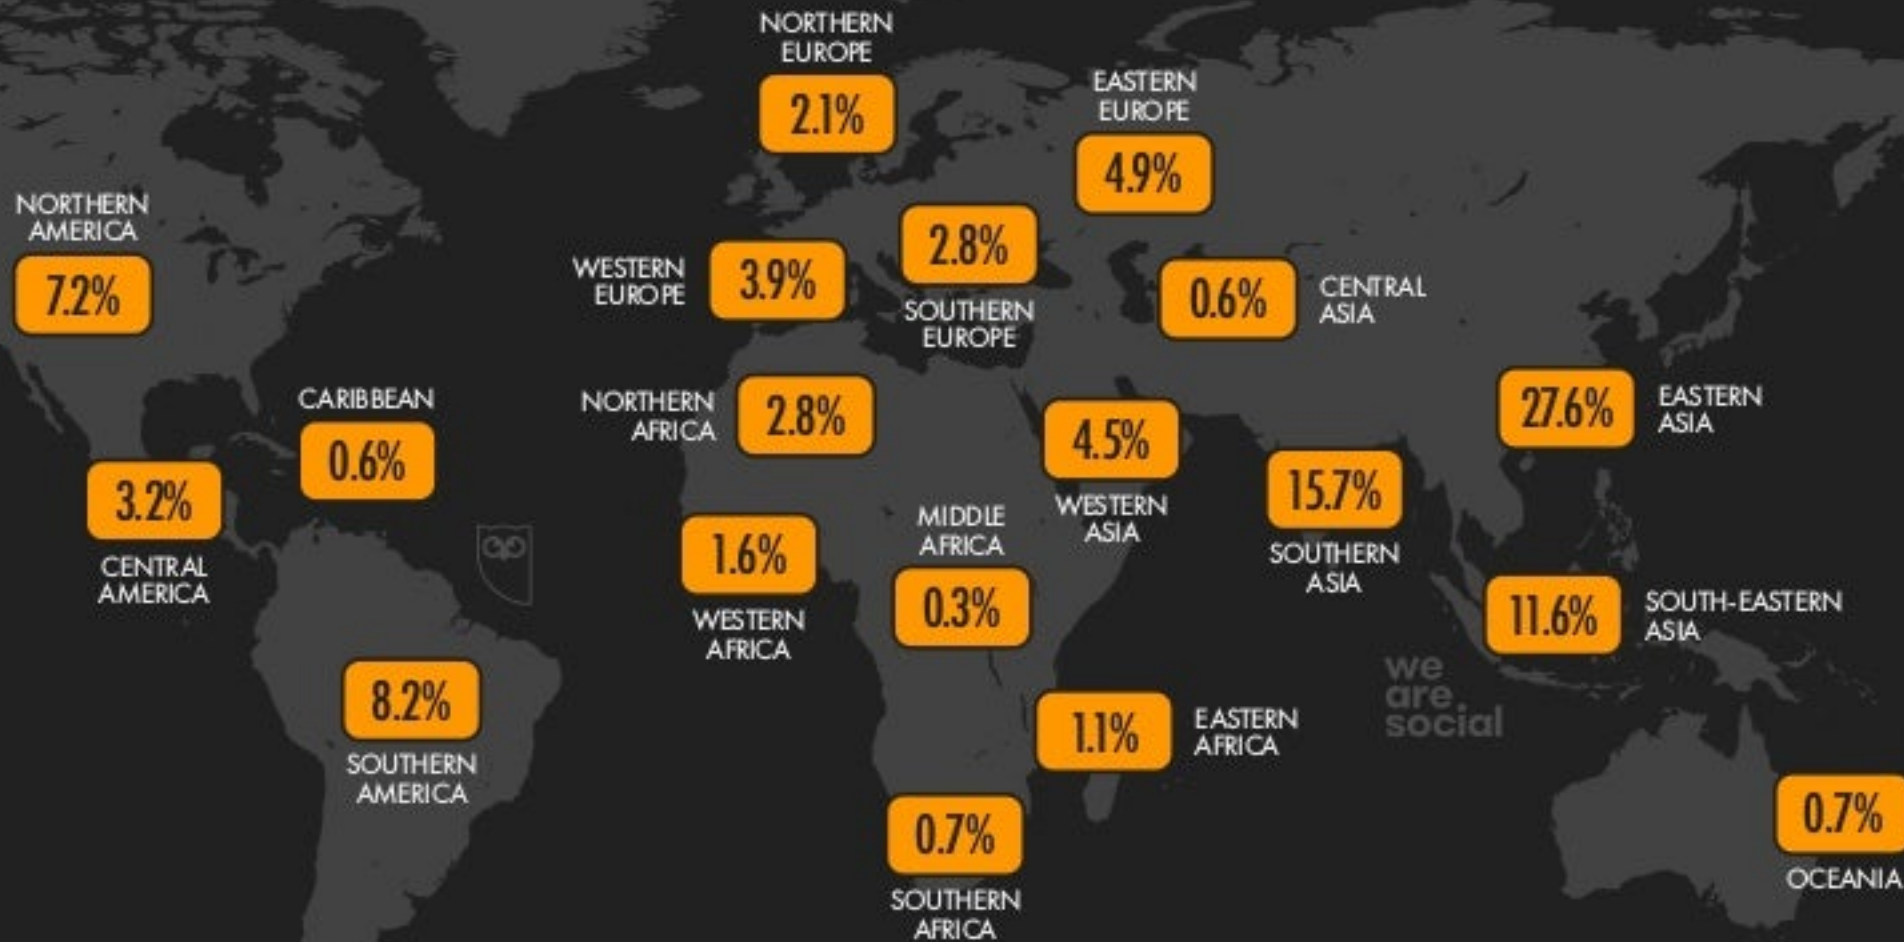 NORTHERN
EUROPE
2.1%
EASTERN
EUROPE
4.9%
NORTHERN
AMERICA
7.2%
WESTERN
EUROPE
3.9%
2.8%
SOUTHERN
EUROPE
0.6%
CENTRAL
ASIA
CARIBBEAN
0.6%
NORTHERN
AFRICA
2.8%
4.5%
WESTERN
ASIA
27.6%
EASTERN
ASIA
3.2%
CENTRAL
AMERICA
15.7%
SOUTHERN
ASIA
1.6%
WESTERN
AFRICA
MIDDLE
AFRICA
0.3%
11.6%
SOUTH-EASTERN
ASIA
we
are
social
8.2%
SOUTHERN
AMERICA
1.1%
EASTERN
AFRICA
0.7%
SOUTHERN
AFRICA
0.7%
OCEANIA